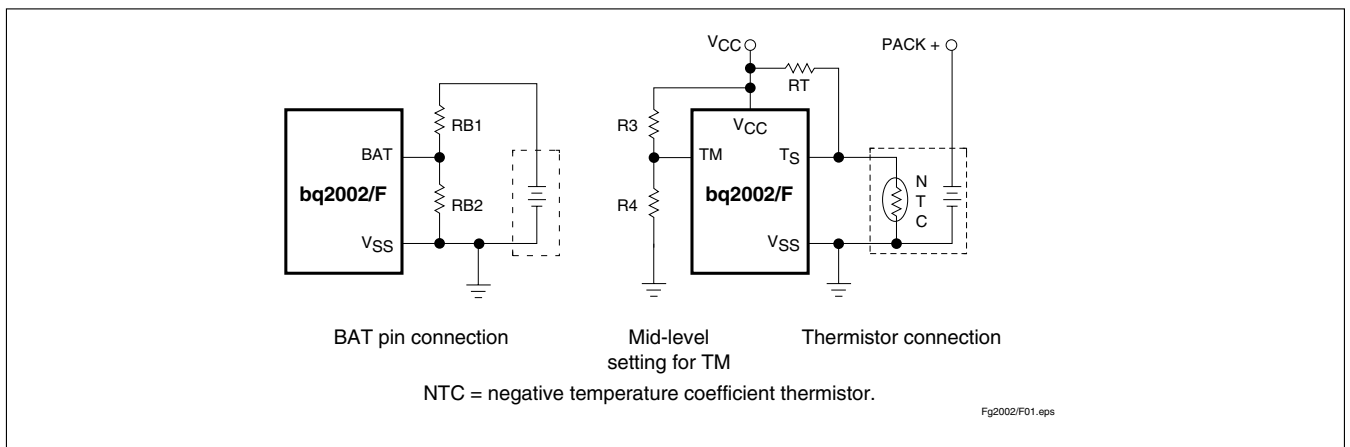 VCC
PACK +
RT
RB1
R3
VCC
BAT
TM
TS
bq2002/F
RB2
R4
bq2002/F
N
T
C
VSS
VSS
BAT pin connection
Mid-level
setting for TM
Thermistor connection
NTC = negative temperature coefficient thermistor.
Fg2002/F01.eps